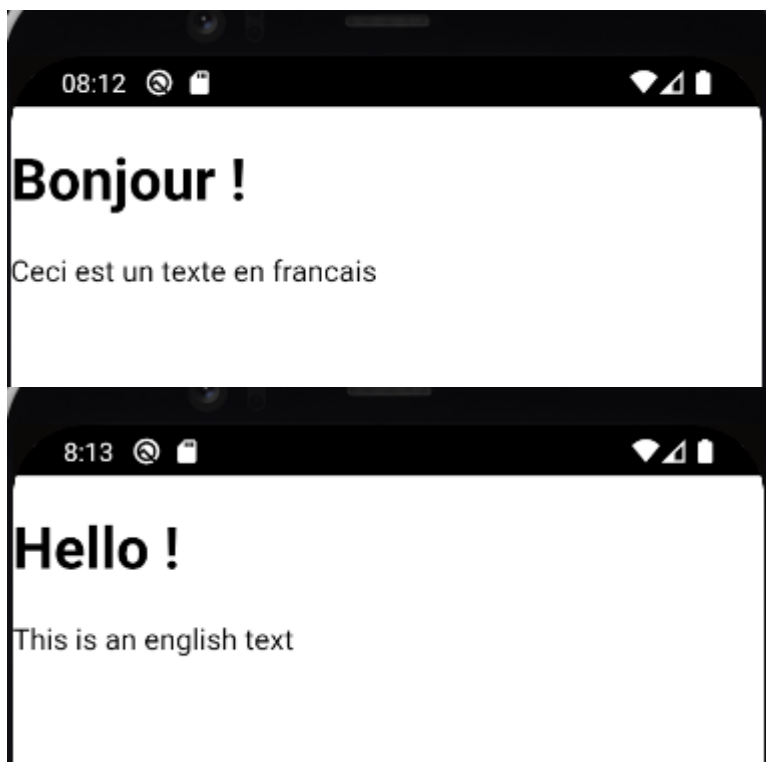 08:12
Bonjour !
Ceci est un texte en francais
8:13
Hello !
This is an english text